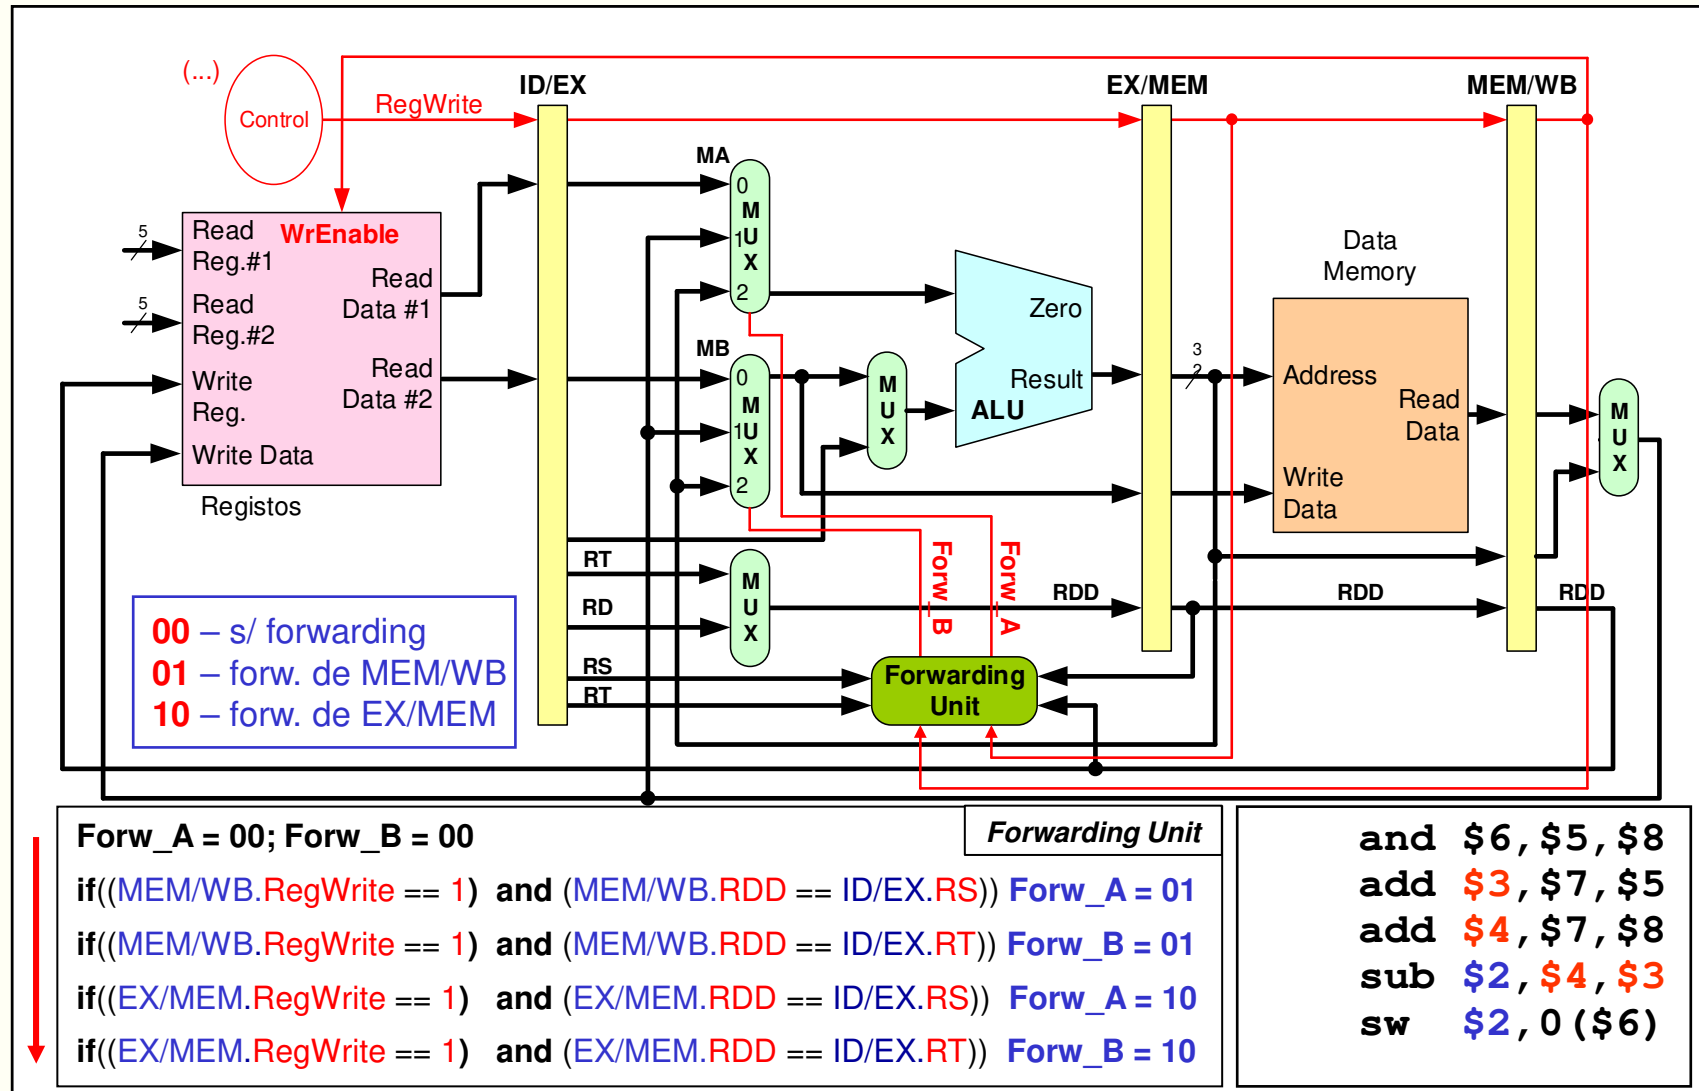 (...)
Control
RegWrite
ID/EX
EX/MEM
MEM/WB
WrEnable
5
Read
Reg.#1
5
Read
Reg.#2
Write
Reg.
Write Data
Read
Data #1
Read
Data #2
Registos
MA
0
M
1U
X
2
MB
0
M
1U
X
2
M
U
X
Zero
Result
ALU
3
2
Data
Memory
Address
Read
Data
Write
Data
M
U
X
RT
RD
M
U
X
RDD
RDD
RDD
Forw_B
Forw_A
RS
RT
Forwarding
Unit
00 – s/ forwarding
01 – forw. de MEM/WB
10 – forw. de EX/MEM
Forw_A = 00; Forw_B = 00
Forwarding Unit
if((MEM/WB.RegWrite == 1) and (MEM/WB.RDD == ID/EX.RS)) Forw_A = 01
if((MEM/WB.RegWrite == 1) and (MEM/WB.RDD == ID/EX.RT)) Forw_B = 01
if((EX/MEM.RegWrite == 1) and (EX/MEM.RDD == ID/EX.RS)) Forw_A = 10
if((EX/MEM.RegWrite == 1) and (EX/MEM.RDD == ID/EX.RT)) Forw_B = 10
and $6,$5,$8
add $3,$7,$5
add $4,$7,$8
sub $2,$4,$3
sw $2,0($6)